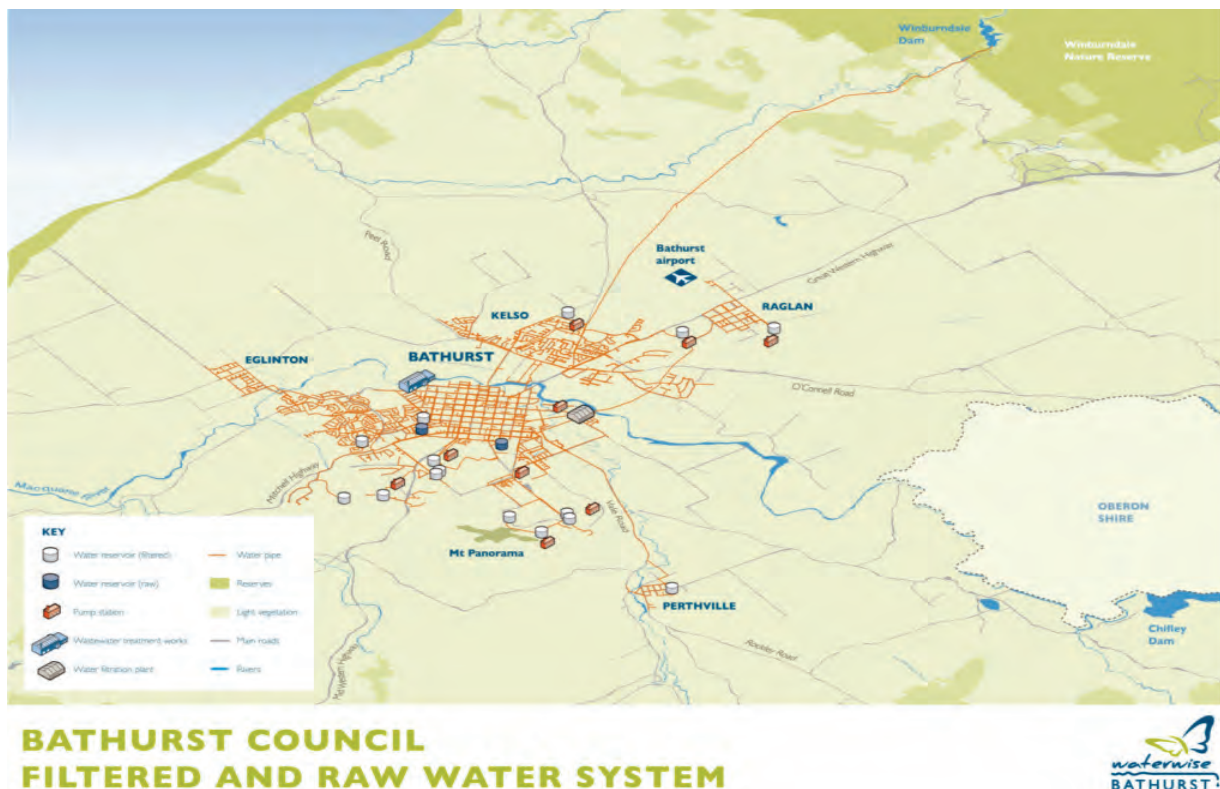 Winburndale
Dam
Winburndale
Nature Reserve
Peel Road
Bathurst
airport
Great Western Highway
RAGLAN
KELSO
BATHURST
EGLINTON
O'Connell Road
Mitchell Highway
Macquarie River
OBERON
SHIRE
Vale Road
Mt Panorama
PERTHVILLE
Chifley
Dam
Rockley Road
Mid Western Highway
KEY
Water reservoir (filtered)
Water pipe
Water reservoir (raw)
Reserves
Pump station
Light vegetation
Wastewater treatment works
Main roads
Water filtration plant
Rivers
BATHURST COUNCIL
FILTERED AND RAW WATER SYSTEM
waterwise
BATHURST